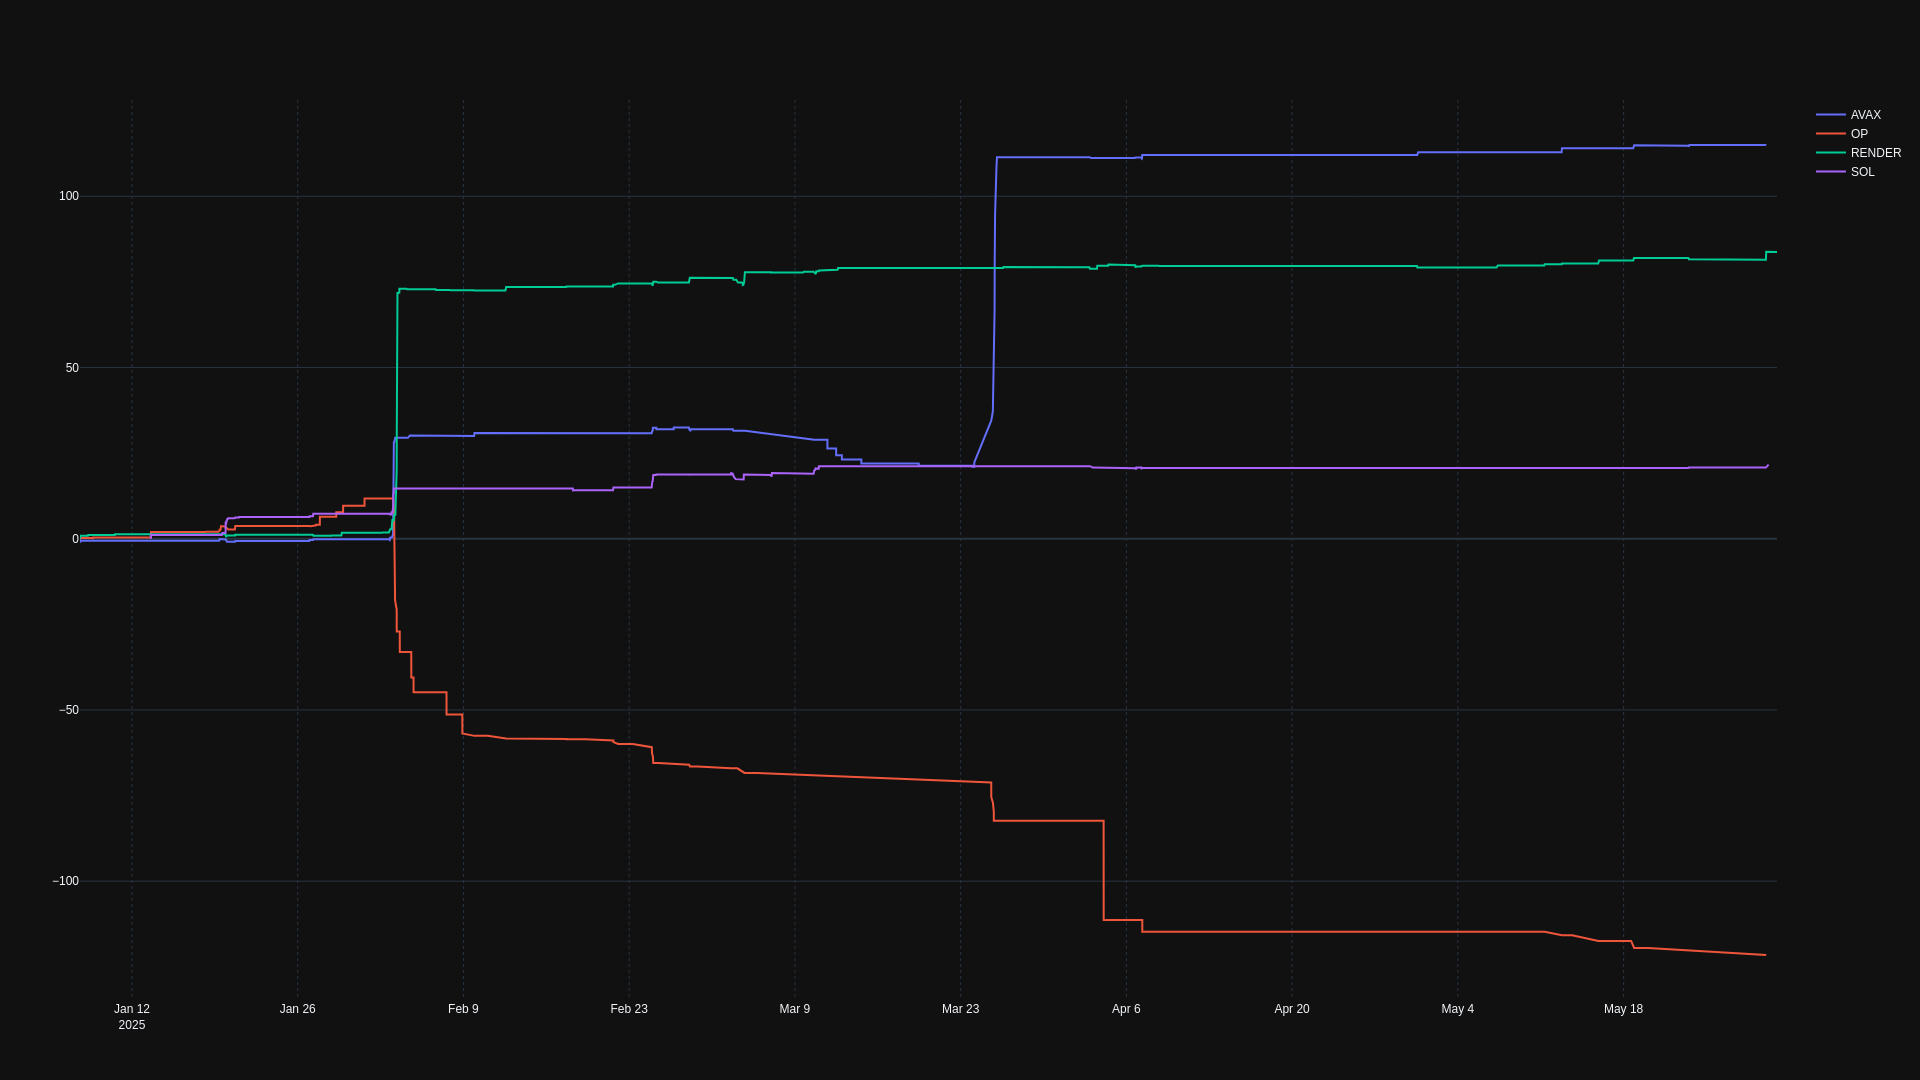 AVAX
OP
RENDER
SOL
100
50
0
−50
−100
Jan 12
2025
Jan 26
Feb 9
Feb 23
Mar 9
Mar 23
Apr 6
Apr 20
May 4
May 18